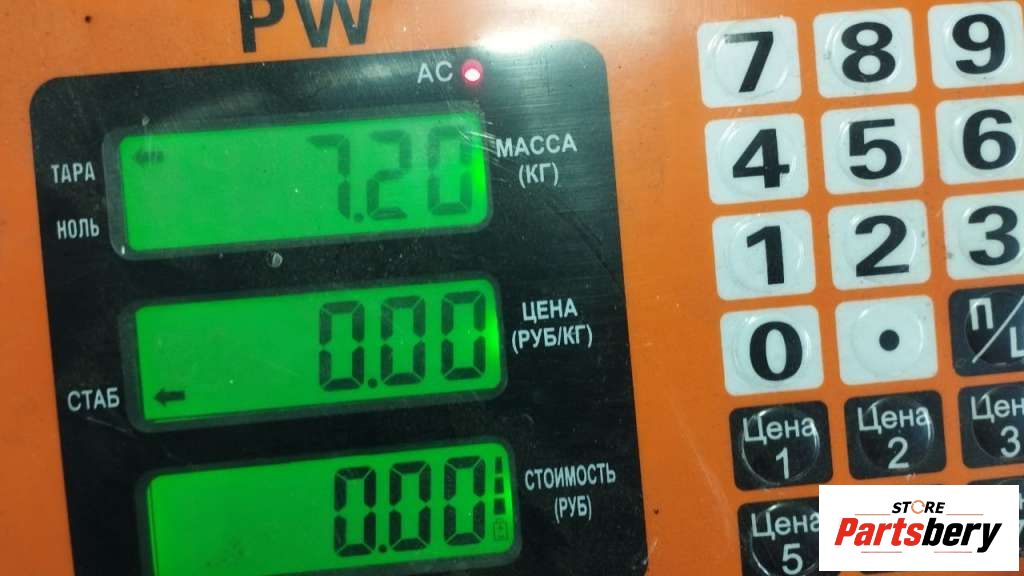 PW
AC
ТАРА
НОЛЬ
7.20
МАССА
(КГ)
СТАБ
0.00
ЦЕНА
(РУБ/КГ)
0.00
СТОИМОСТЬ
(РУБ)
7 8 9
4 5 6
1 2 3
0 .
П/Ц
Цена 1
Цена 2
Цен 3
Цена 5
STORE
Partsbery